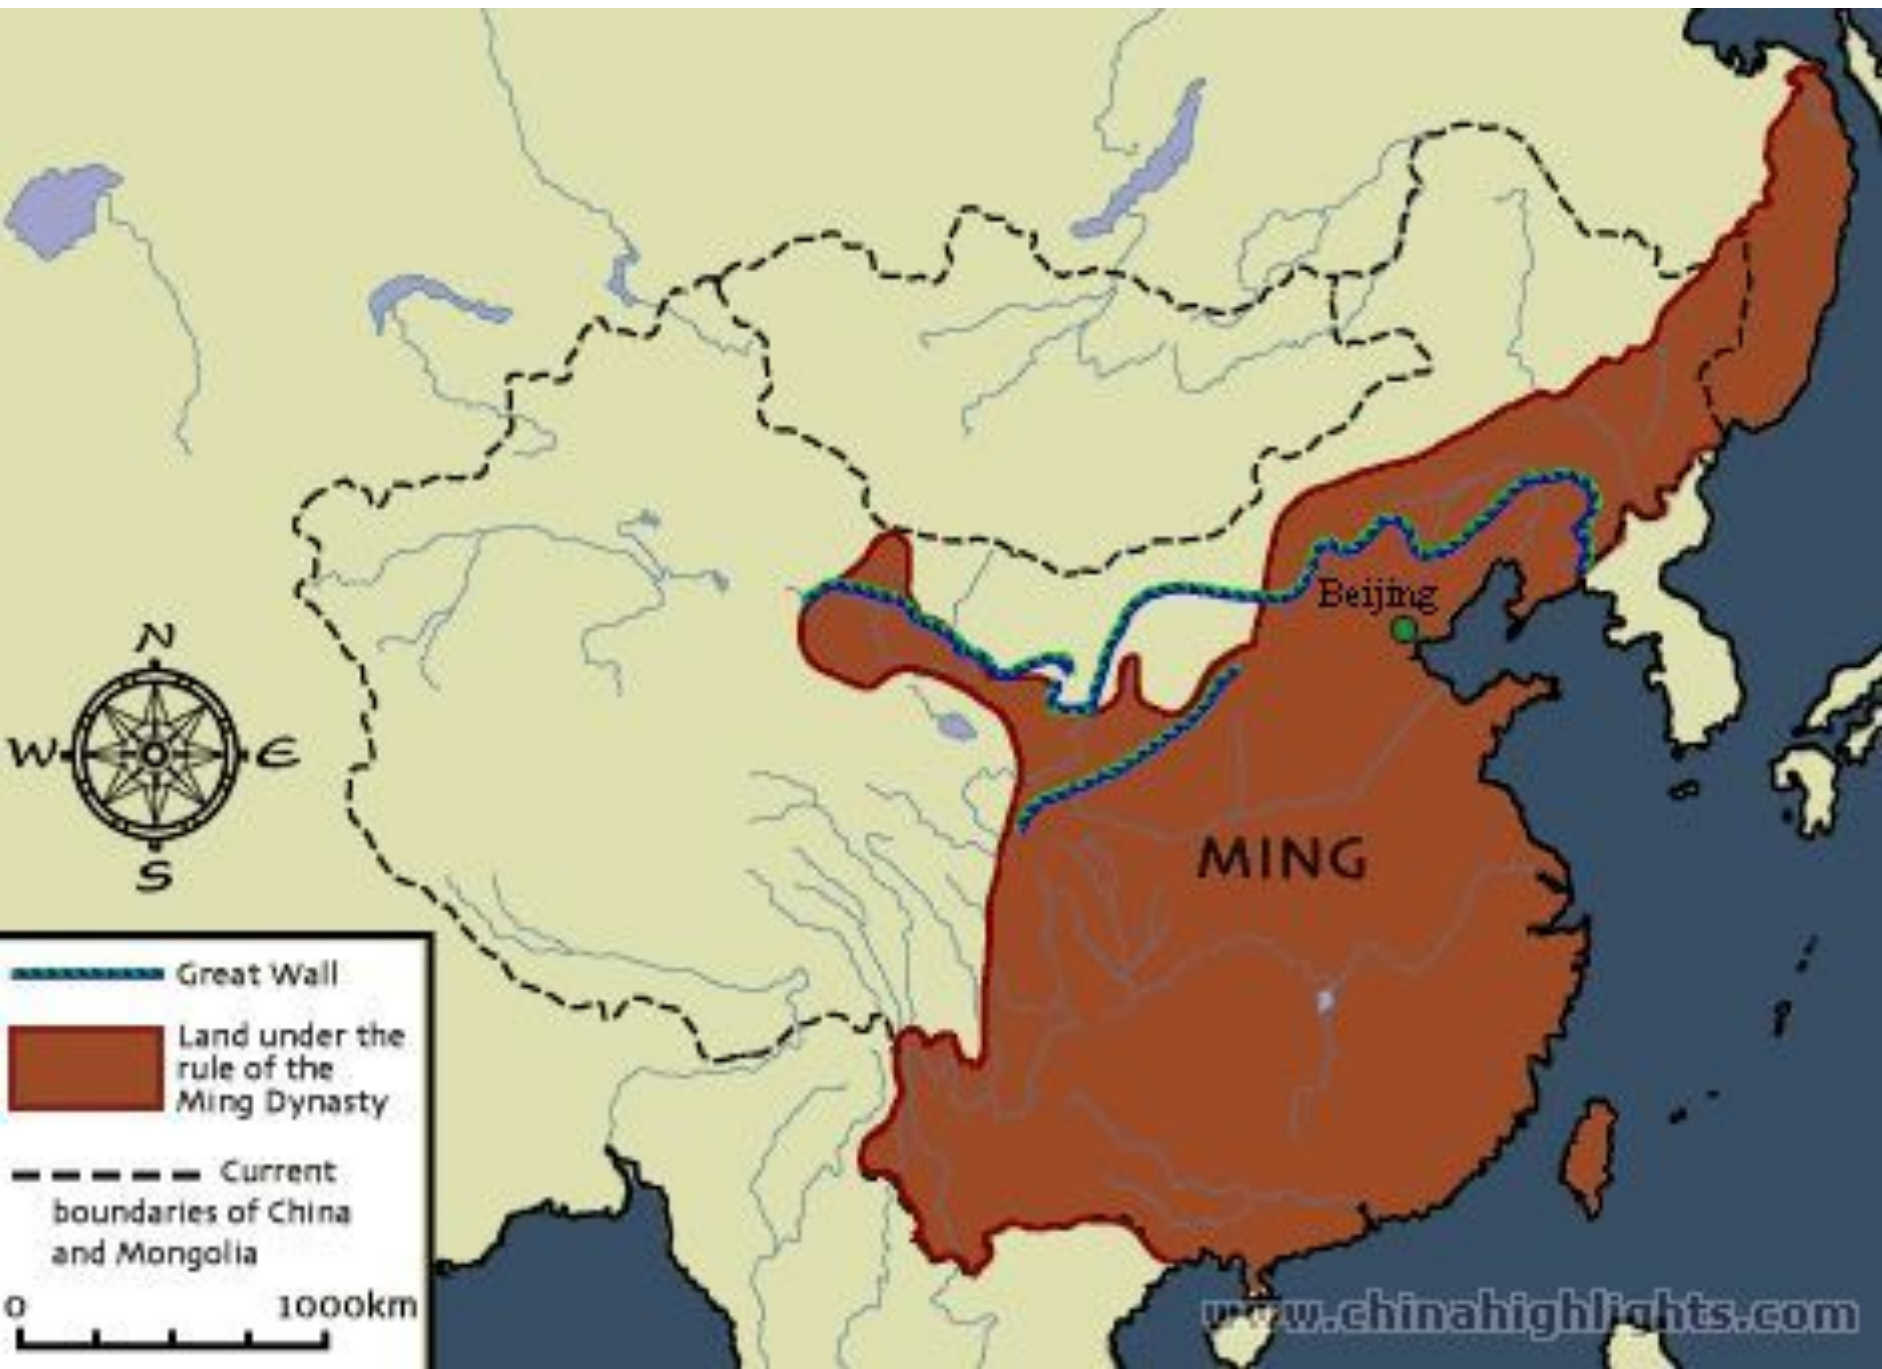 Beijing
N
W
E
S
MING
Great Wall
Land under the
rule of the
Ming Dynasty
Current
boundaries of China
and Mongolia
0
1000km
www.chinahighlights.com